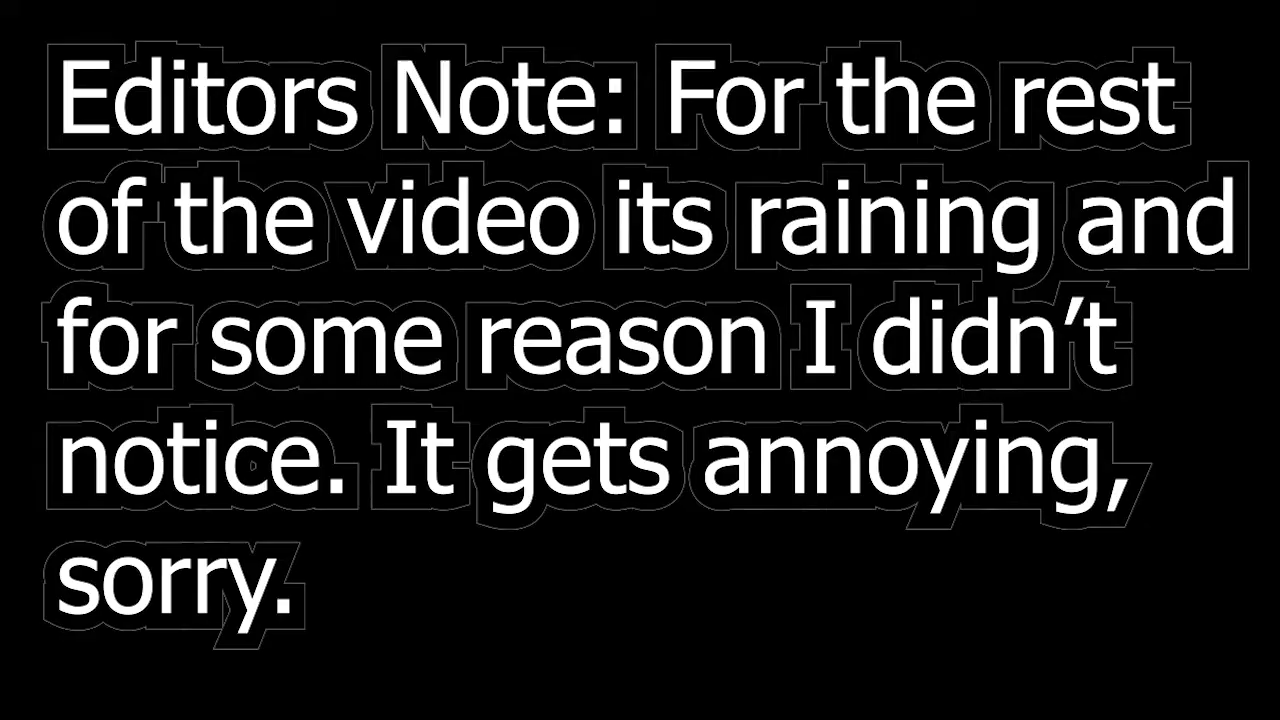 Editors Note: For the rest
of the video its raining and
for some reason I didn’t
notice. It gets annoying,
sorry.